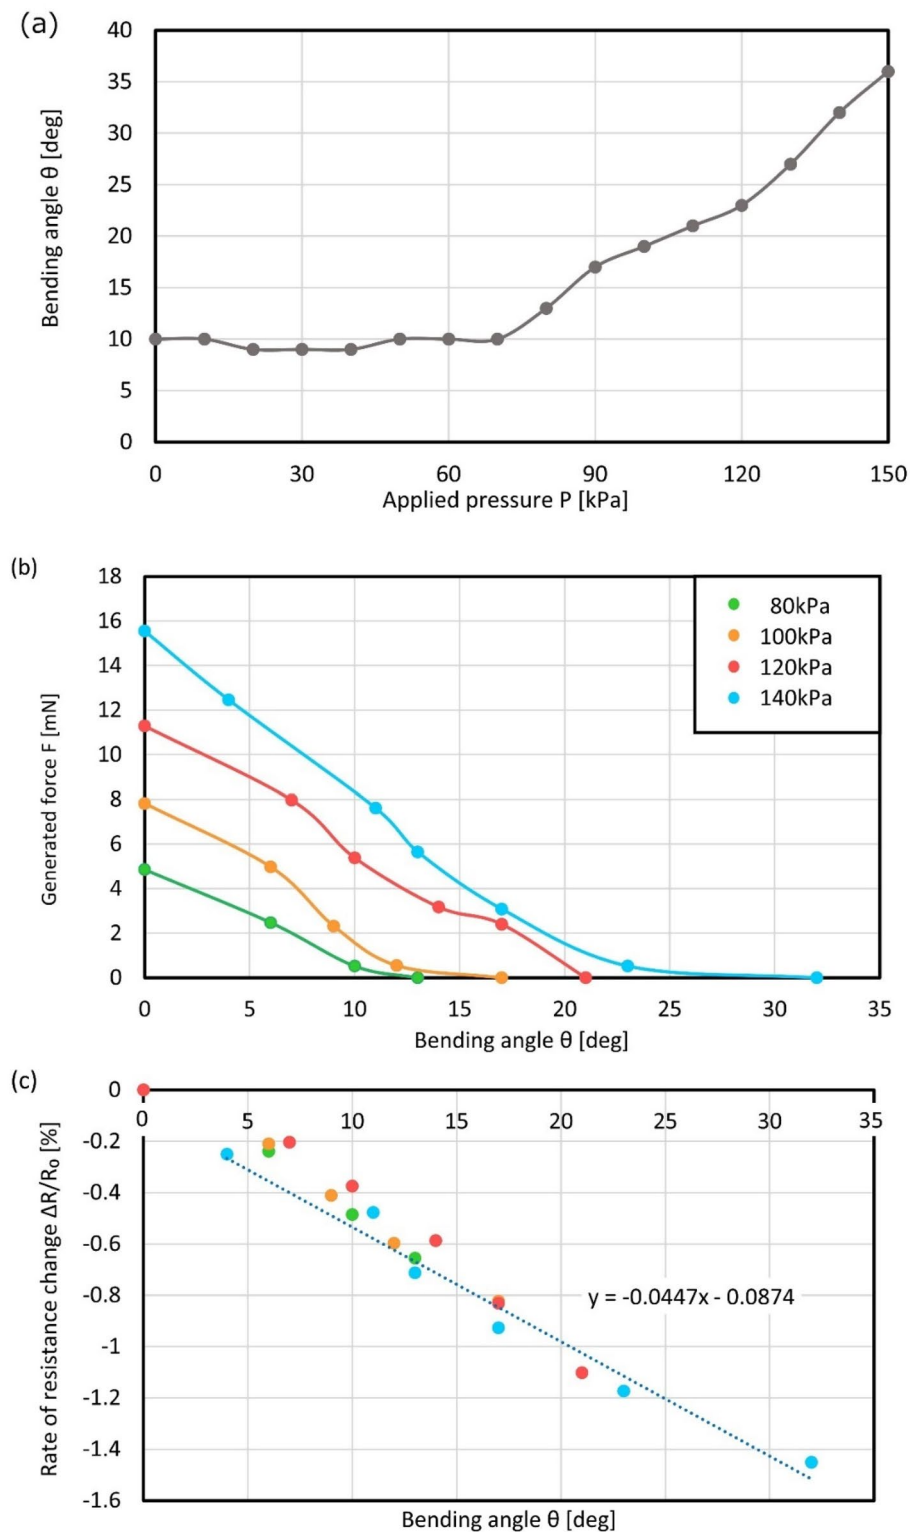 (a)
40
35
30
25
20
15
10
5
0
Bending angle θ [deg]
0 30 60 90 120 150
Applied pressure P [kPa]
(b)
18
16
14
12
10
8
6
4
2
0
Generated force F [mN]
80kPa
100kPa
120kPa
140kPa
0 5 10 15 20 25 30 35
Bending angle θ [deg]
(c)
0
0 5 10 15 20 25 30 35
-0.2
-0.4
-0.6
-0.8
-1
-1.2
-1.4
-1.6
Rate of resistance change ΔR/R₀ [%]
y = -0.0447x - 0.0874
Bending angle θ [deg]